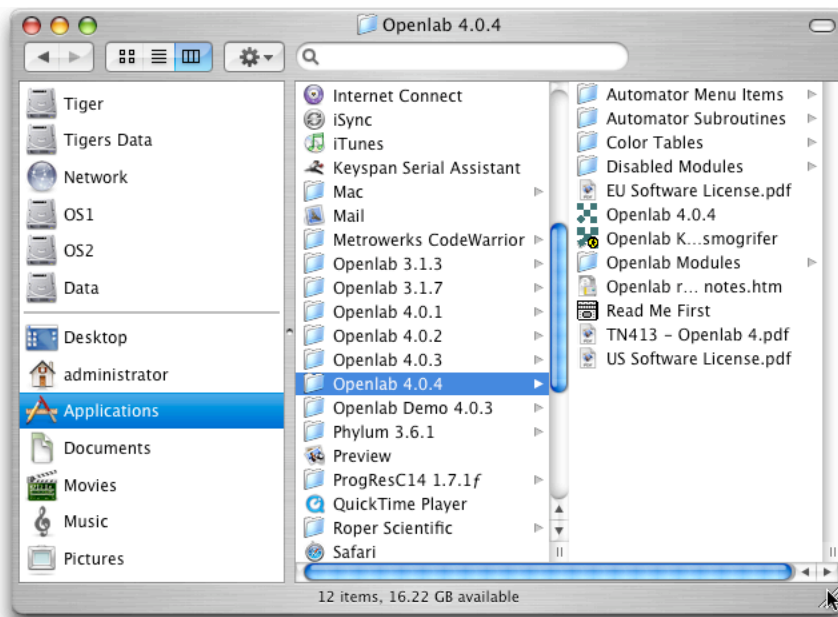 Openlab 4.0.4
Tiger
Tigers Data
Network
OS1
OS2
Data
Desktop
administrator
Applications
Documents
Movies
Music
Pictures
Internet Connect
iSync
iTunes
Keyspan Serial Assistant
Mac
Mail
Metrowerks CodeWarrior
Openlab 3.1.3
Openlab 3.1.7
Openlab 4.0.1
Openlab 4.0.2
Openlab 4.0.3
Openlab 4.0.4
Openlab Demo 4.0.3
Phylum 3.6.1
Preview
ProgResC14 1.7.1ƒ
QuickTime Player
Roper Scientific
Safari
Automator Menu Items
Automator Subroutines
Color Tables
Disabled Modules
EU Software License.pdf
Openlab 4.0.4
Openlab K...smogrifer
Openlab Modules
Openlab r... notes.htm
Read Me First
TN413 – Openlab 4.pdf
US Software License.pdf
12 items, 16.22 GB available